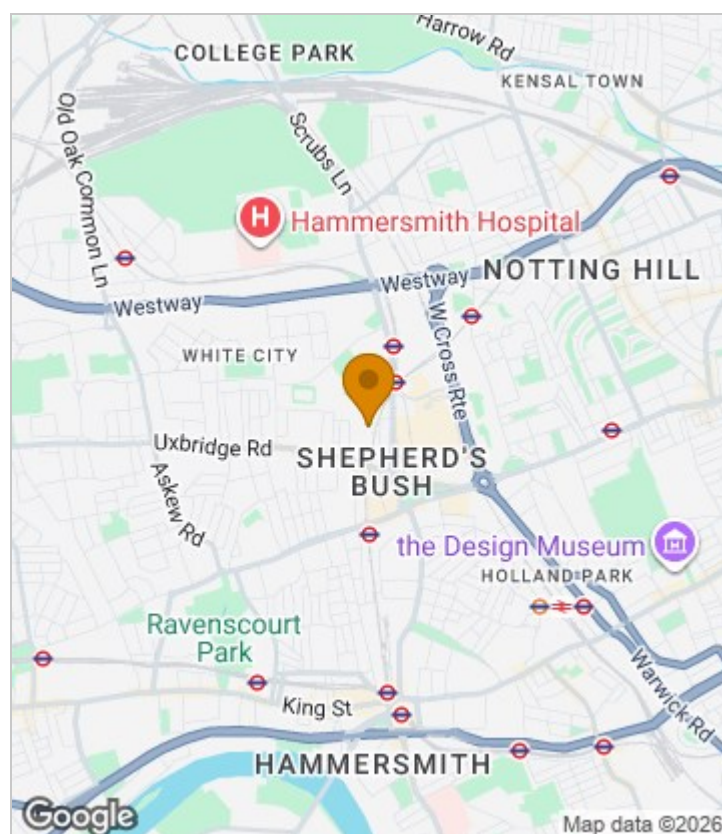 Harrow Rd
COLLEGE PARK
KENSAL TOWN
Old Oak Common Ln
Scrubs Ln
H
Hammersmith Hospital
NOTTING HILL
Westway
Westway
W Cross Rte
WHITE CITY
Uxbridge Rd
SHEPHERD'S
BUSH
Askew Rd
the Design Museum
HOLLAND PARK
Ravenscourt
Park
Warwick Rd
King St
HAMMERSMITH
Google
Map data ©2026